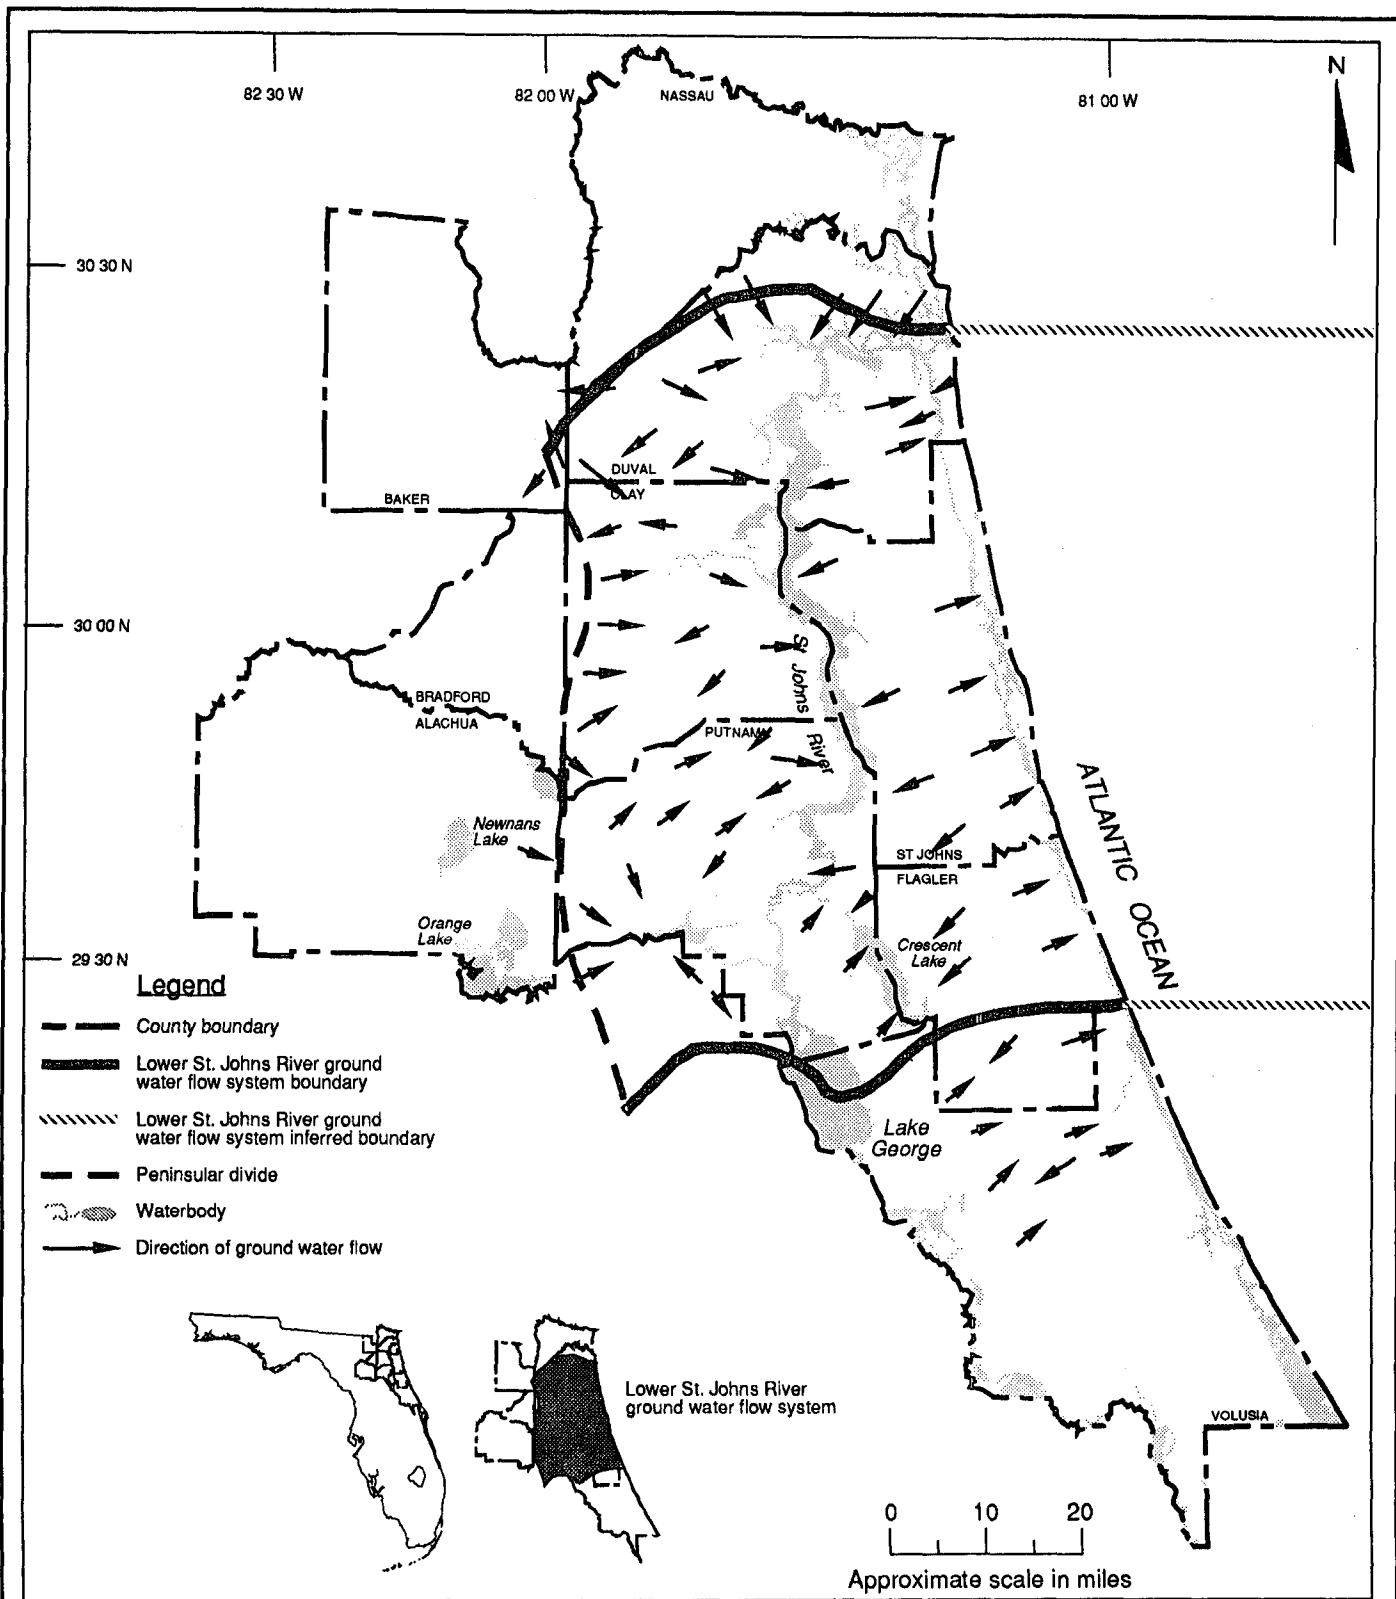 N
82 30 W
82 00 W
81 00 W
NASSAU
30 30 N
DUVAL
CLAY
BAKER
30 00 N
St Johns River
BRADFORD
ALACHUA
PUTNAM
ATLANTIC OCEAN
Newnans
Lake
ST JOHNS
FLAGLER
Orange
Lake
Crescent
Lake
29 30 N
Legend
County boundary
Lower St. Johns River ground
water flow system boundary
Lower St. Johns River ground
water flow system inferred boundary
Peninsular divide
Waterbody
Direction of ground water flow
Lake
George
Lower St. Johns River
ground water flow system
VOLUSIA
0 10 20
Approximate scale in miles